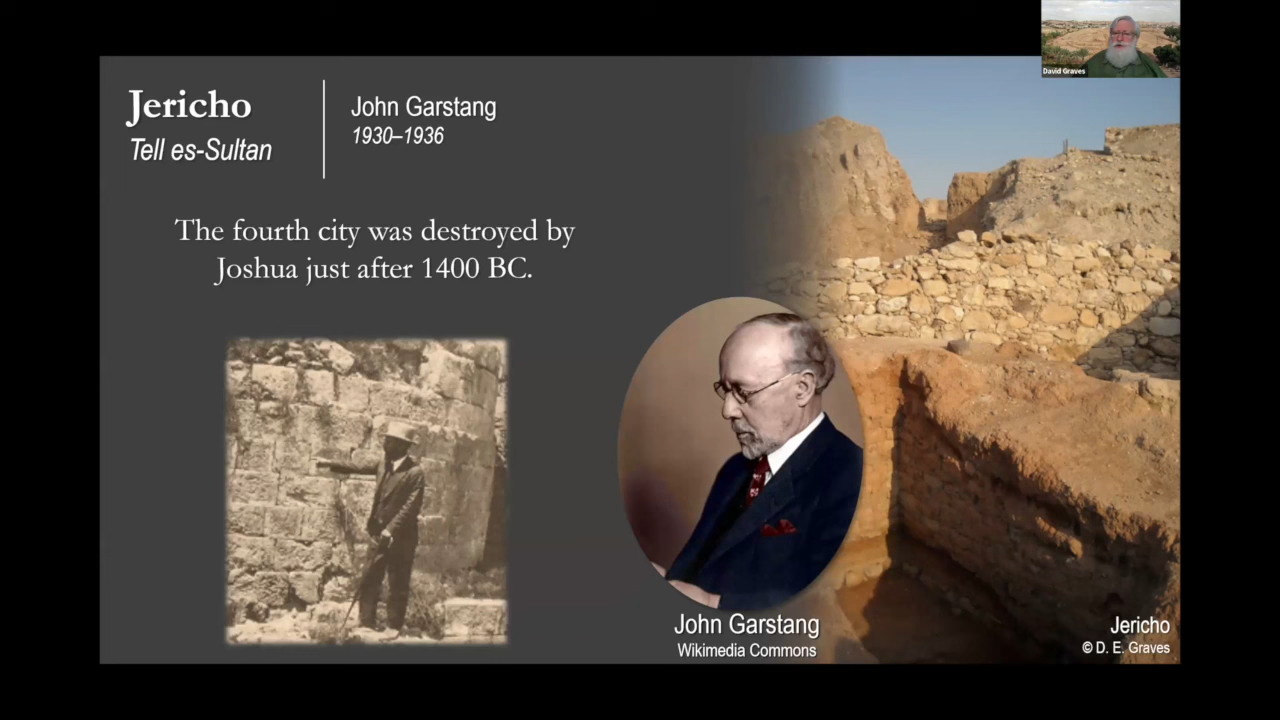 David Graves
Jericho
Tell es-Sultan
John Garstang
1930–1936
The fourth city was destroyed by
Joshua just after 1400 BC.
John Garstang
Wikimedia Commons
Jericho
© D. E. Graves